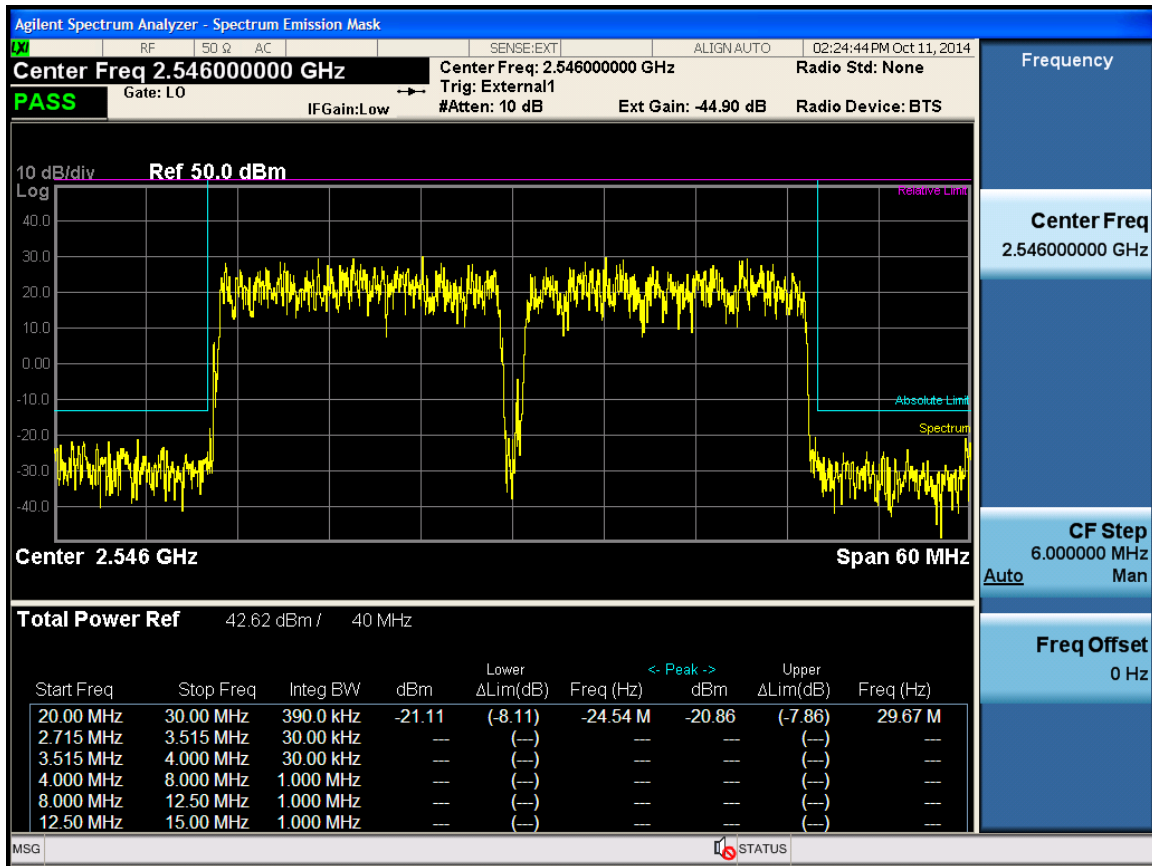 Agilent Spectrum Analyzer - Spectrum Emission Mask
LXI RF 50 Ω AC SENSE:EXT ALIGN AUTO 02:24:44 PM Oct 11, 2014
Center Freq 2.546000000 GHz
Center Freq: 2.546000000 GHz
Radio Std: None
PASS
Gate: LO
Trig: External1
IFGain:Low
#Atten: 10 dB
Ext Gain: -44.90 dB
Radio Device: BTS
10 dB/div
Ref 50.0 dBm
Log
Relative Limit
40.0
30.0
20.0
10.0
0.00
-10.0
Absolute Limit
Spectrum
-20.0
-30.0
-40.0
Center 2.546 GHz
Span 60 MHz
Total Power Ref 42.62 dBm / 40 MHz
Lower <- Peak -> Upper
Start Freq Stop Freq Integ BW dBm ΔLim(dB) Freq (Hz) dBm ΔLim(dB) Freq (Hz)
20.00 MHz 30.00 MHz 390.0 kHz -21.11 (-8.11) -24.54 M -20.86 (-7.86) 29.67 M
2.715 MHz 3.515 MHz 30.00 kHz --- (---) --- --- (---) ---
3.515 MHz 4.000 MHz 30.00 kHz --- (---) --- --- (---) ---
4.000 MHz 8.000 MHz 1.000 MHz --- (---) --- --- (---) ---
8.000 MHz 12.50 MHz 1.000 MHz --- (---) --- --- (---) ---
12.50 MHz 15.00 MHz 1.000 MHz --- (---) --- --- (---) ---
MSG
STATUS
Frequency
Center Freq
2.546000000 GHz
CF Step
6.000000 MHz
Auto Man
Freq Offset
0 Hz